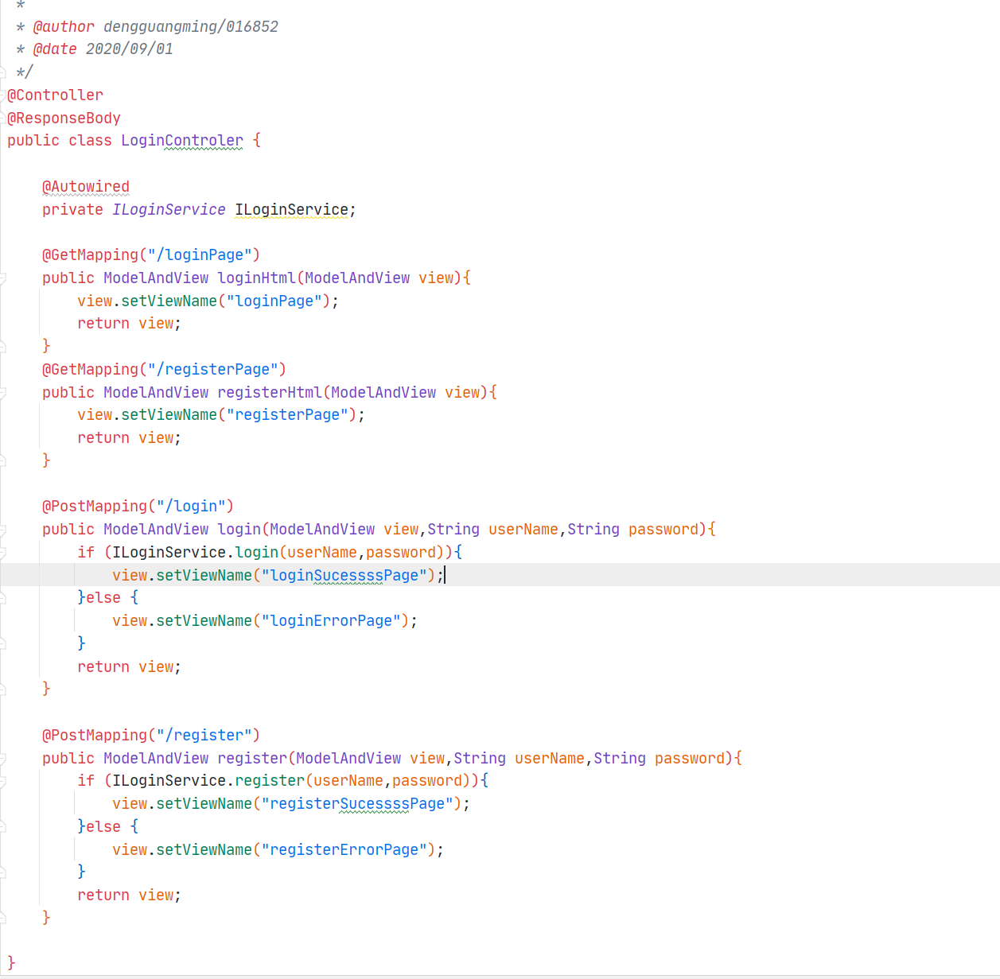 *
* @author dengguangming/016852
* @date 2020/09/01
*/
@Controller
@ResponseBody
public class LoginControler {
@Autowired
private ILoginService ILoginService;
@GetMapping("/loginPage")
public ModelAndView loginHtml(ModelAndView view){
view.setViewName("loginPage");
return view;
}
@GetMapping("/registerPage")
public ModelAndView registerHtml(ModelAndView view){
view.setViewName("registerPage");
return view;
}
@PostMapping("/login")
public ModelAndView login(ModelAndView view,String userName,String password){
if (ILoginService.login(userName,password)){
view.setViewName("loginSucessssPage");
}else {
view.setViewName("loginErrorPage");
}
return view;
}
@PostMapping("/register")
public ModelAndView register(ModelAndView view,String userName,String password){
if (ILoginService.register(userName,password)){
view.setViewName("registerSucessssPage");
}else {
view.setViewName("registerErrorPage");
}
return view;
}
}